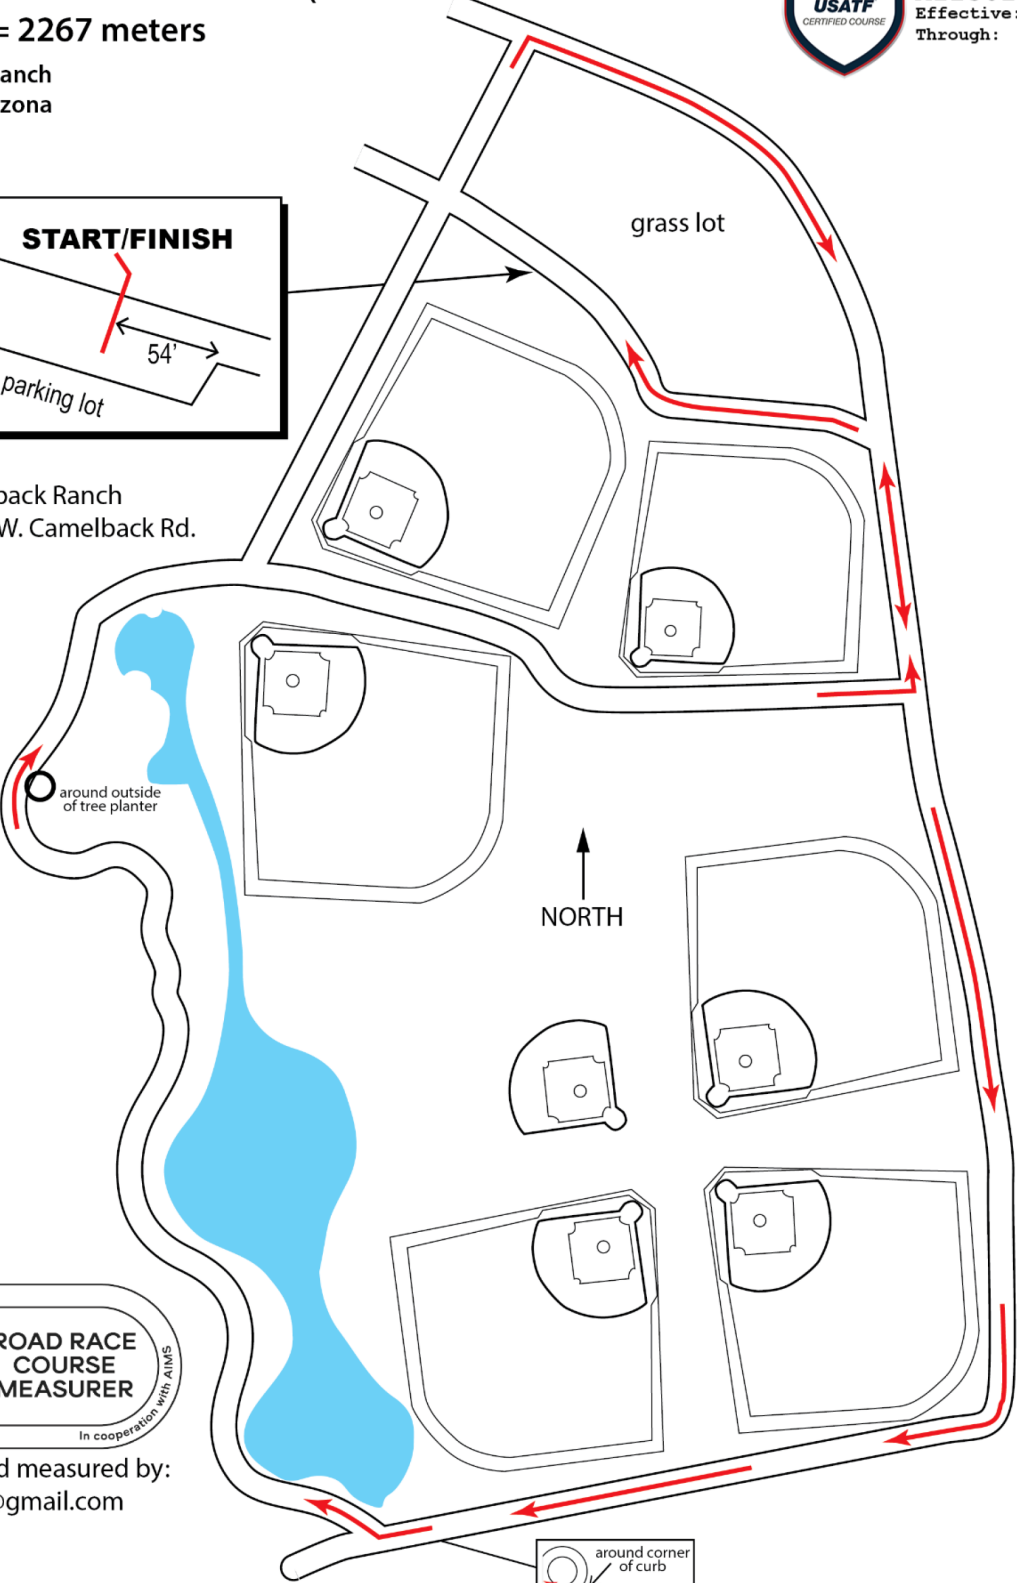 = 2267 meters
anch
zona
USATF
CERTIFIED COURSE
Effective:
Through:
grass lot
START/FINISH
54'
parking lot
back Ranch
W. Camelback Rd.
around outside
of tree planter
NORTH
ROAD RACE
COURSE
MEASURER
In cooperation with AIMS
d measured by:
@gmail.com
around corner
of curb